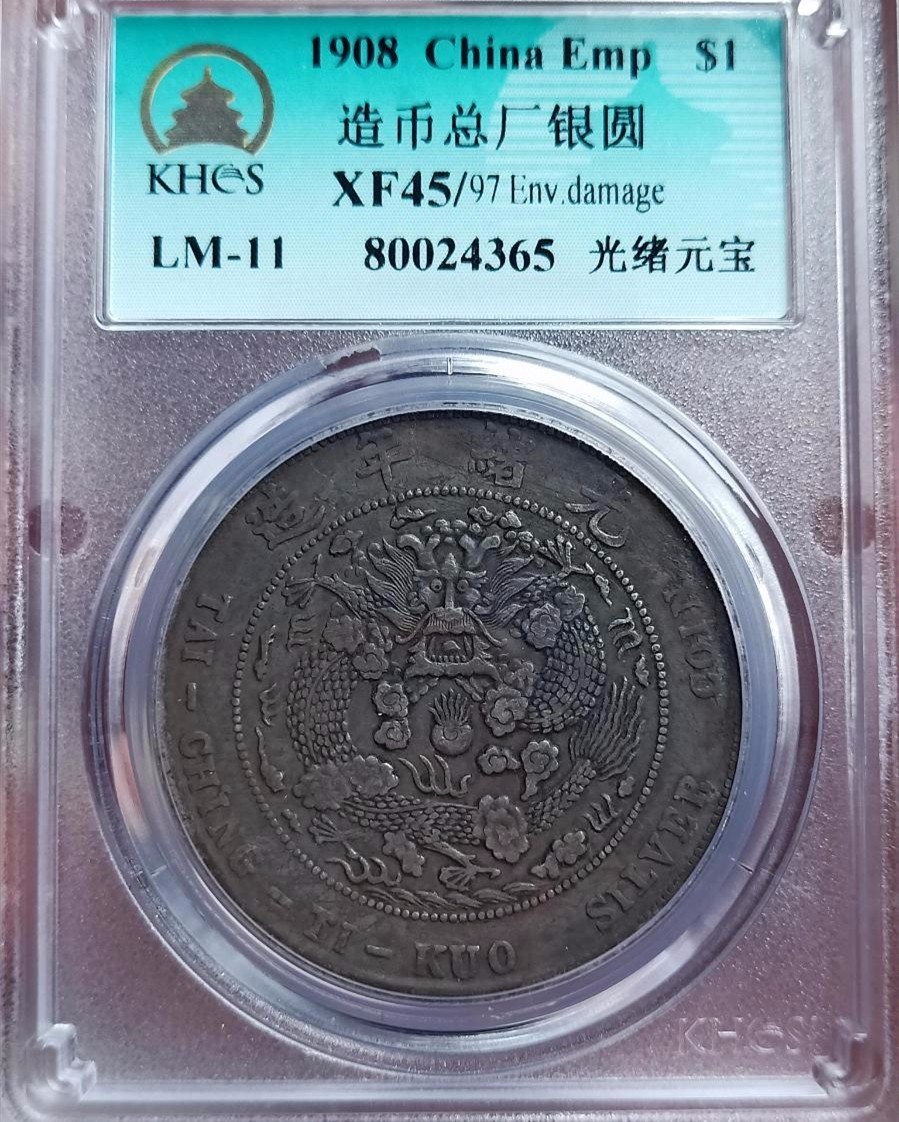 1908 China Emp $1
造币总厂银圆
KHCS
XF45/97 Env.damage
LM-11 80024365 光绪元宝
造年緒光
TAI-CHING-TI-KUO SILVER COIN
KHCS